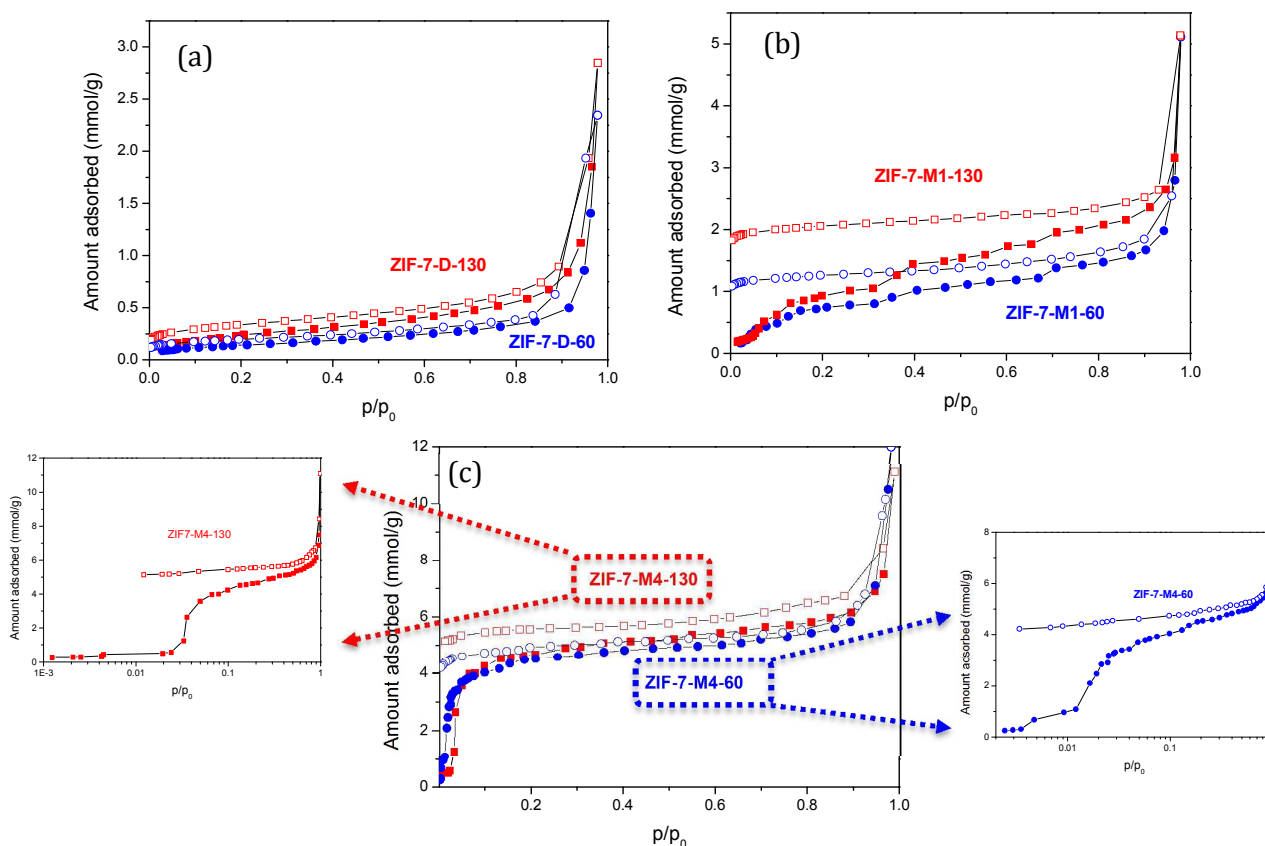 (a)
Amount adsorbed (mmol/g)
3.0
2.5
2.0
1.5
1.0
0.5
0.0
ZIF-7-D-130
ZIF-7-D-60
0.0 0.2 0.4 0.6 0.8 1.0
p/p0
(b)
Amount adsorbed (mmol/g)
5
4
3
2
1
0
ZIF-7-M1-130
ZIF-7-M1-60
0.0 0.2 0.4 0.6 0.8 1.0
p/p0
Amount adsorbed (mmol/g)
12
10
8
6
4
2
0
ZIF7-M4-130
1E-3 0.01 0.1 1
p/p0
(c)
Amount adsorbed (mmol/g)
12
10
8
6
4
2
0
ZIF-7-M4-130
ZIF-7-M4-60
0.2 0.4 0.6 0.8 1.0
p/p0
Amount adsorbed (mmol/g)
8
6
4
2
0
ZIF-7-M4-60
0.01 0.1
p/p0